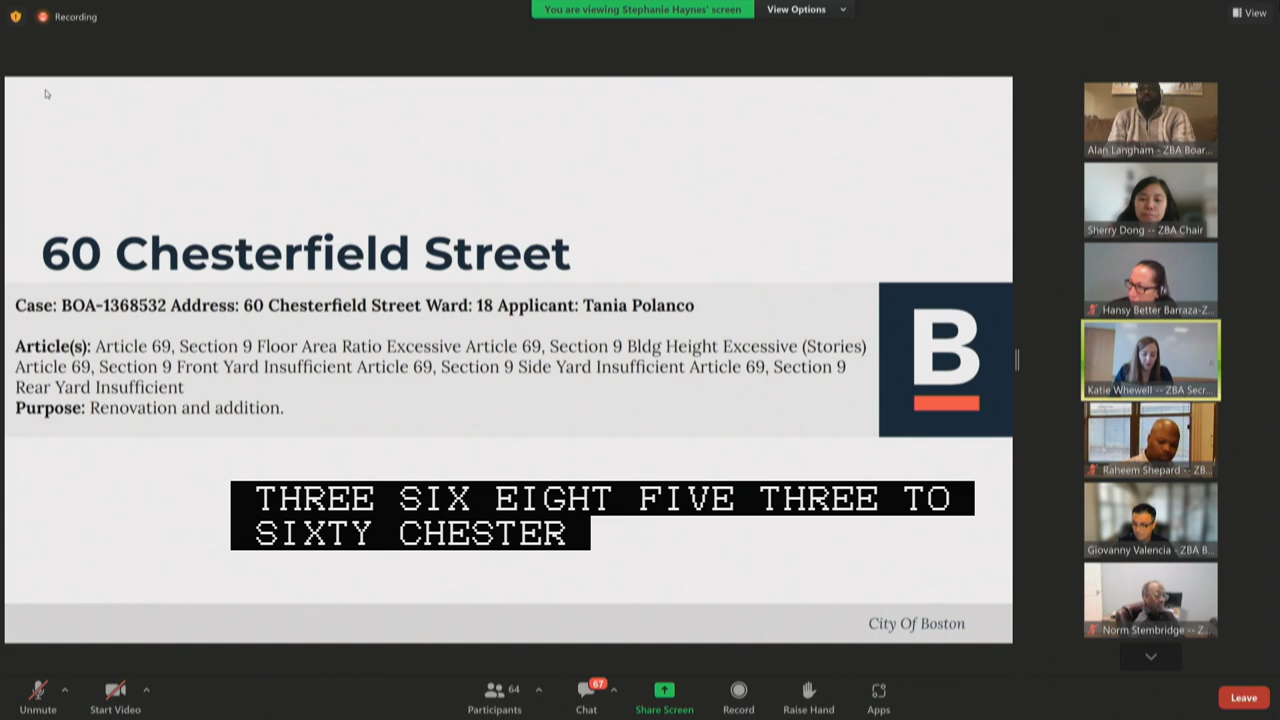 Recording
You are viewing Stephanie Haynes' screen
View Options
View
60 Chesterfield Street
Case: BOA-1368532 Address: 60 Chesterfield Street Ward: 18 Applicant: Tania Polanco
Article(s): Article 69, Section 9 Floor Area Ratio Excessive Article 69, Section 9 Bldg Height Excessive (Stories)
Article 69, Section 9 Front Yard Insufficient Article 69, Section 9 Side Yard Insufficient Article 69, Section 9
Rear Yard Insufficient
Purpose: Renovation and addition.
B
THREE SIX EIGHT FIVE THREE TO
SIXTY CHESTER
City Of Boston
Alan Langham - ZBA Boar...
Sherry Dong -- ZBA Chair
Hansy Better Barraza-Z...
Katie Whewell -- ZBA Secr...
Raheem Shepard -- ZB...
Giovanny Valencia - ZBA B...
Norm Stembridge -- Z...
Unmute
Start Video
64
Participants
67
Chat
Share Screen
Record
Raise Hand
Apps
Leave